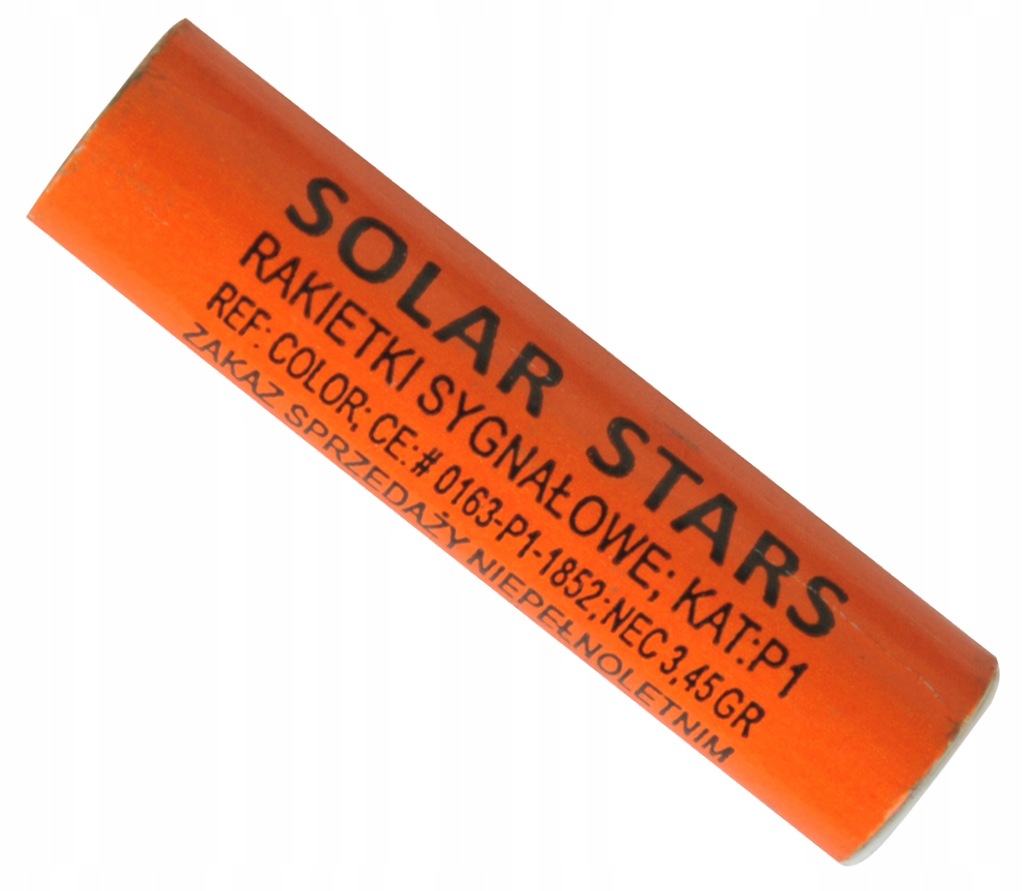 SOLAR STARS
RAKIETKI SYGNAŁOWE; KAT:P1
REF: COLOR; CE:# 0163-P1-1852; NEC 3,45 GR
ZAKAZ SPRZEDAŻY NIEPEŁNOLETNIM